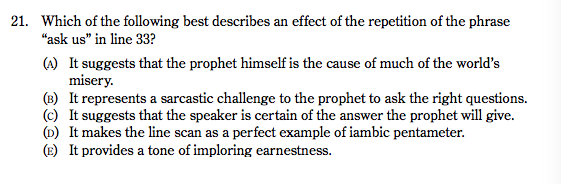 21. Which of the following best describes an effect of the repetition of the phrase
“ask us” in line 33?
(A) It suggests that the prophet himself is the cause of much of the world’s
misery.
(B) It represents a sarcastic challenge to the prophet to ask the right questions.
(C) It suggests that the speaker is certain of the answer the prophet will give.
(D) It makes the line scan as a perfect example of iambic pentameter.
(E) It provides a tone of imploring earnestness.